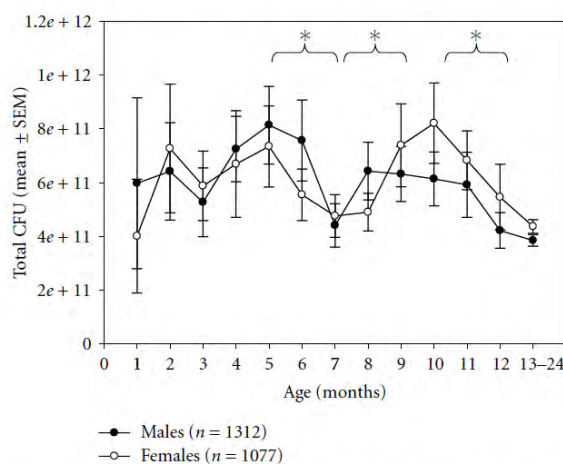 1.2e + 12
1e + 12
8e + 11
6e + 11
4e + 11
2e + 11
0
Total CFU (mean ± SEM)
* * *
0 1 2 3 4 5 6 7 8 9 10 11 12 13–24
Age (months)
Males (n = 1312)
Females (n = 1077)